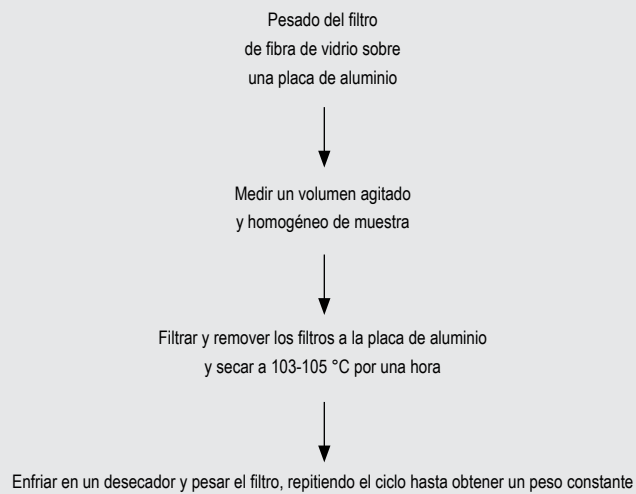 Pesado del filtro
de fibra de vidrio sobre
una placa de aluminio
Medir un volumen agitado
y homogéneo de muestra
Filtrar y remover los filtros a la placa de aluminio
y secar a 103-105 °C por una hora
Enfriar en un desecador y pesar el filtro, repitiendo el ciclo hasta obtener un peso constante